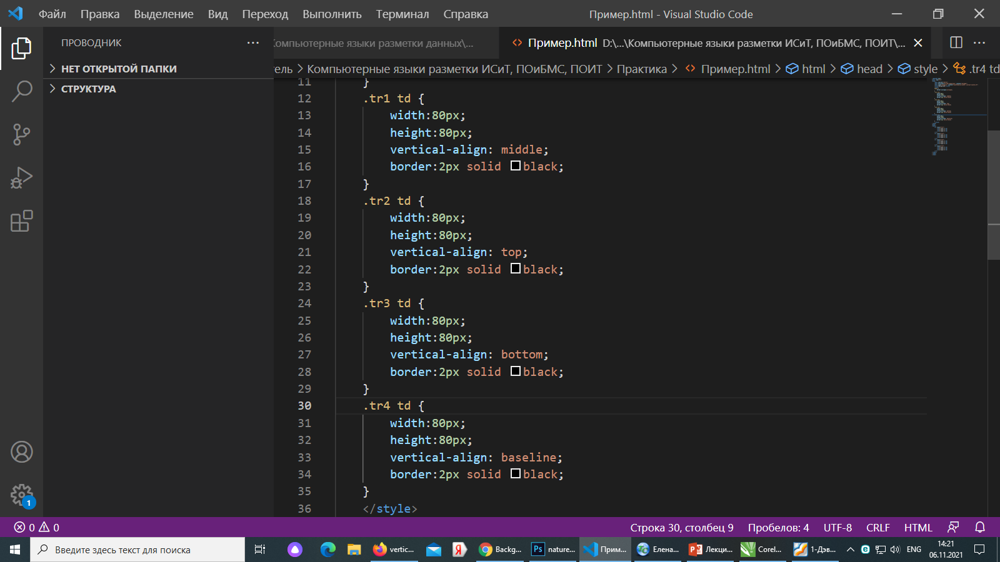 Файл Правка Выделение Вид Переход Выполнить Терминал Справка Пример.html - Visual Studio Code
ПРОВОДНИК ... Компьютерные языки разметки данных\... Пример.html D:\...\Компьютерные языки разметки ИСиТ, ПОиБМС, ПОИТ\...
НЕТ ОТКРЫТОЙ ПАПКИ
СТРУКТУРА
тель > Компьютерные языки разметки ИСиТ, ПОиБМС, ПОИТ > Практика > Пример.html > html > head > style > .tr4 td
11 }
12 .tr1 td {
13 width:80px;
14 height:80px;
15 vertical-align: middle;
16 border:2px solid black;
17 }
18 .tr2 td {
19 width:80px;
20 height:80px;
21 vertical-align: top;
22 border:2px solid black;
23 }
24 .tr3 td {
25 width:80px;
26 height:80px;
27 vertical-align: bottom;
28 border:2px solid black;
29 }
30 .tr4 td {
31 width:80px;
32 height:80px;
33 vertical-align: baseline;
34 border:2px solid black;
35 }
36 </style>
1
0 0 Строка 30, столбец 9 Пробелов: 4 UTF-8 CRLF HTML
Введите здесь текст для поиска vertic... Backg... nature... Прим... Елена... Лекци... Corel... 1-Дэв... ENG 14:21
06.11.2021